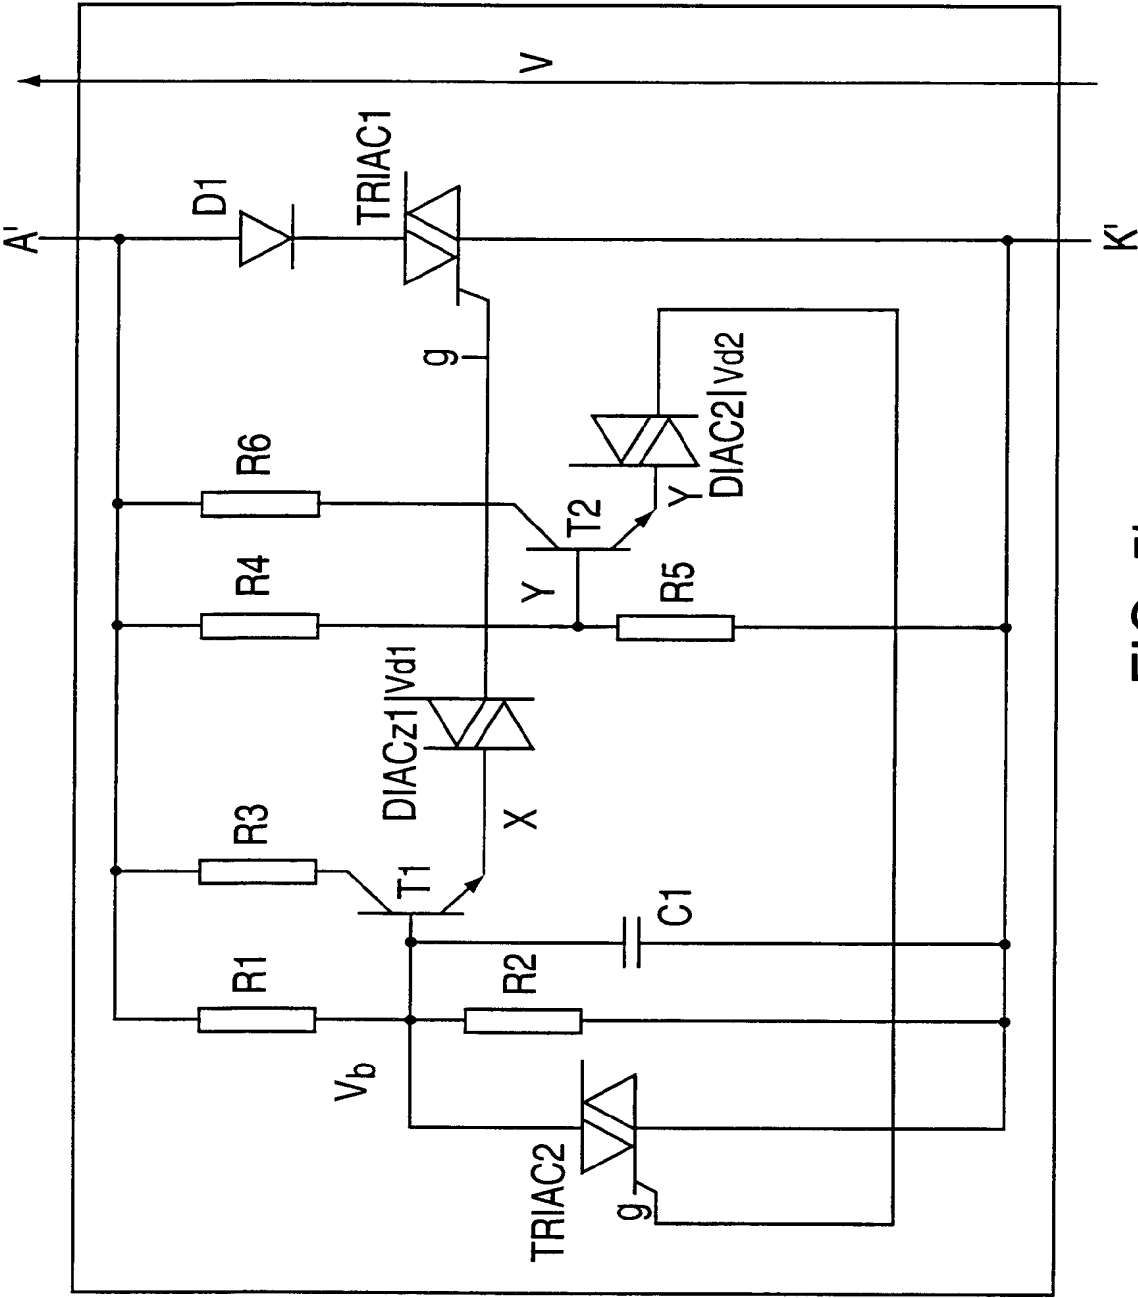 A'
D1
R1
R3
R4
R6
Vb
TRIAC1
T1
DIACz1|Vd1
g
R2
X
Y
V
TRIAC2
T2
g
C1
R5
Y
DIAC2|Vd2
K'